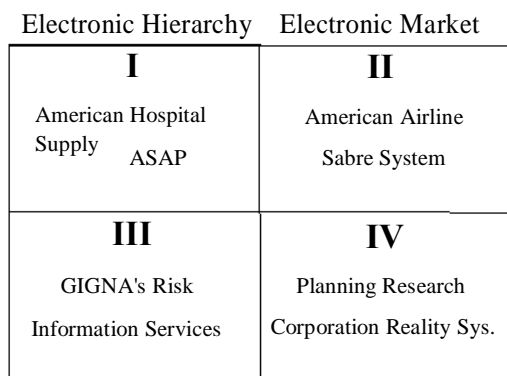 Electronic Hierarchy Electronic Market
I
American Hospital
Supply ASAP
II
American Airline
Sabre System
III
GIGNA's Risk
Information Services
IV
Planning Research
Corporation Reality Sys.